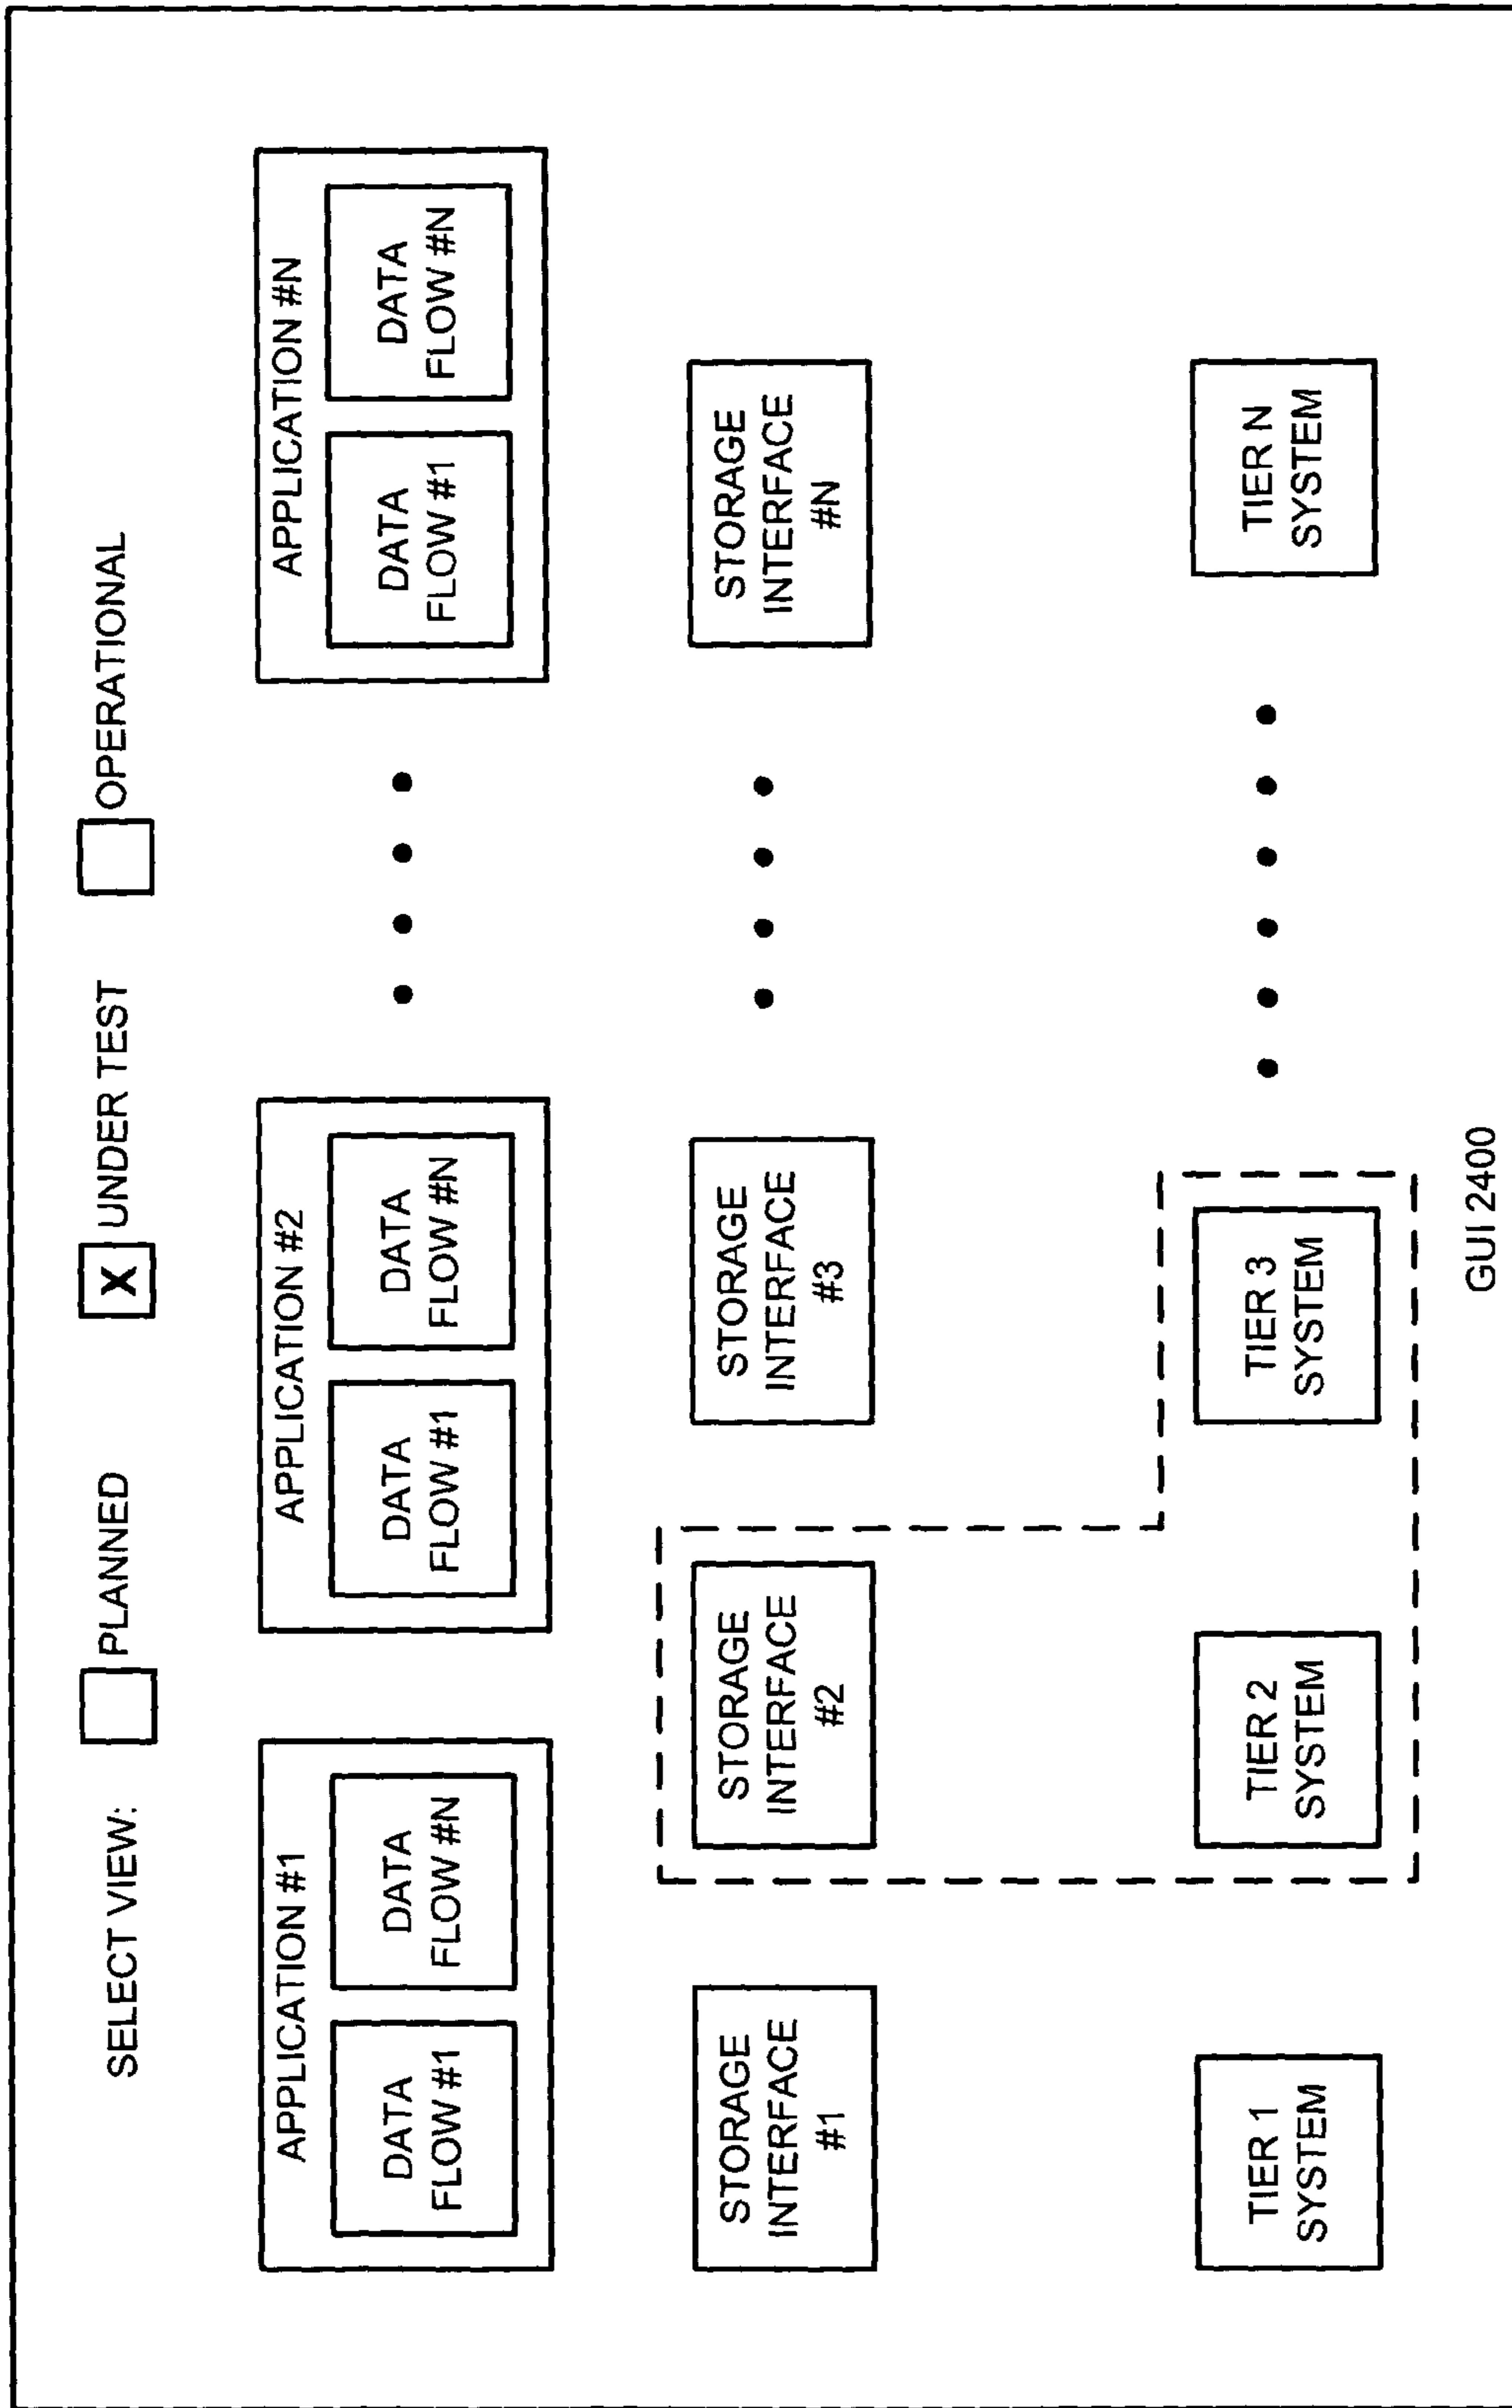 SELECT VIEW: PLANNED X UNDER TEST OPERATIONAL
APPLICATION #1
DATA
FLOW #1
DATA
FLOW #N
APPLICATION #2
DATA
FLOW #1
DATA
FLOW #N
APPLICATION #N
DATA
FLOW #1
DATA
FLOW #N
STORAGE
INTERFACE
#1
STORAGE
INTERFACE
#2
STORAGE
INTERFACE
#3
STORAGE
INTERFACE
#N
TIER 1
SYSTEM
TIER 2
SYSTEM
TIER 3
SYSTEM
TIER N
SYSTEM
GUI 2400